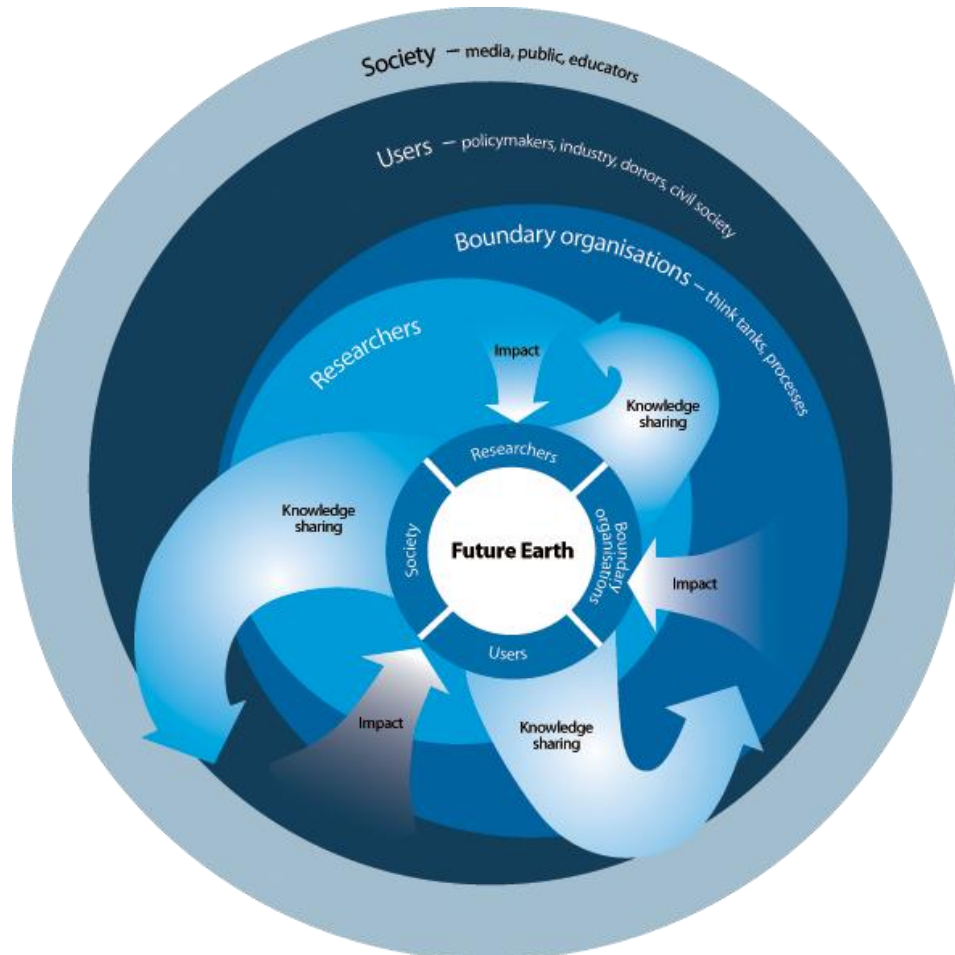 Society – media, public, educators
Users – policymakers, industry, donors, civil society
Boundary organisations – think tanks, processes
Researchers
Impact
Knowledge
sharing
Researchers
Knowledge
sharing
Society
Future Earth
Boundary
organisations
Impact
Users
Impact
Knowledge
sharing